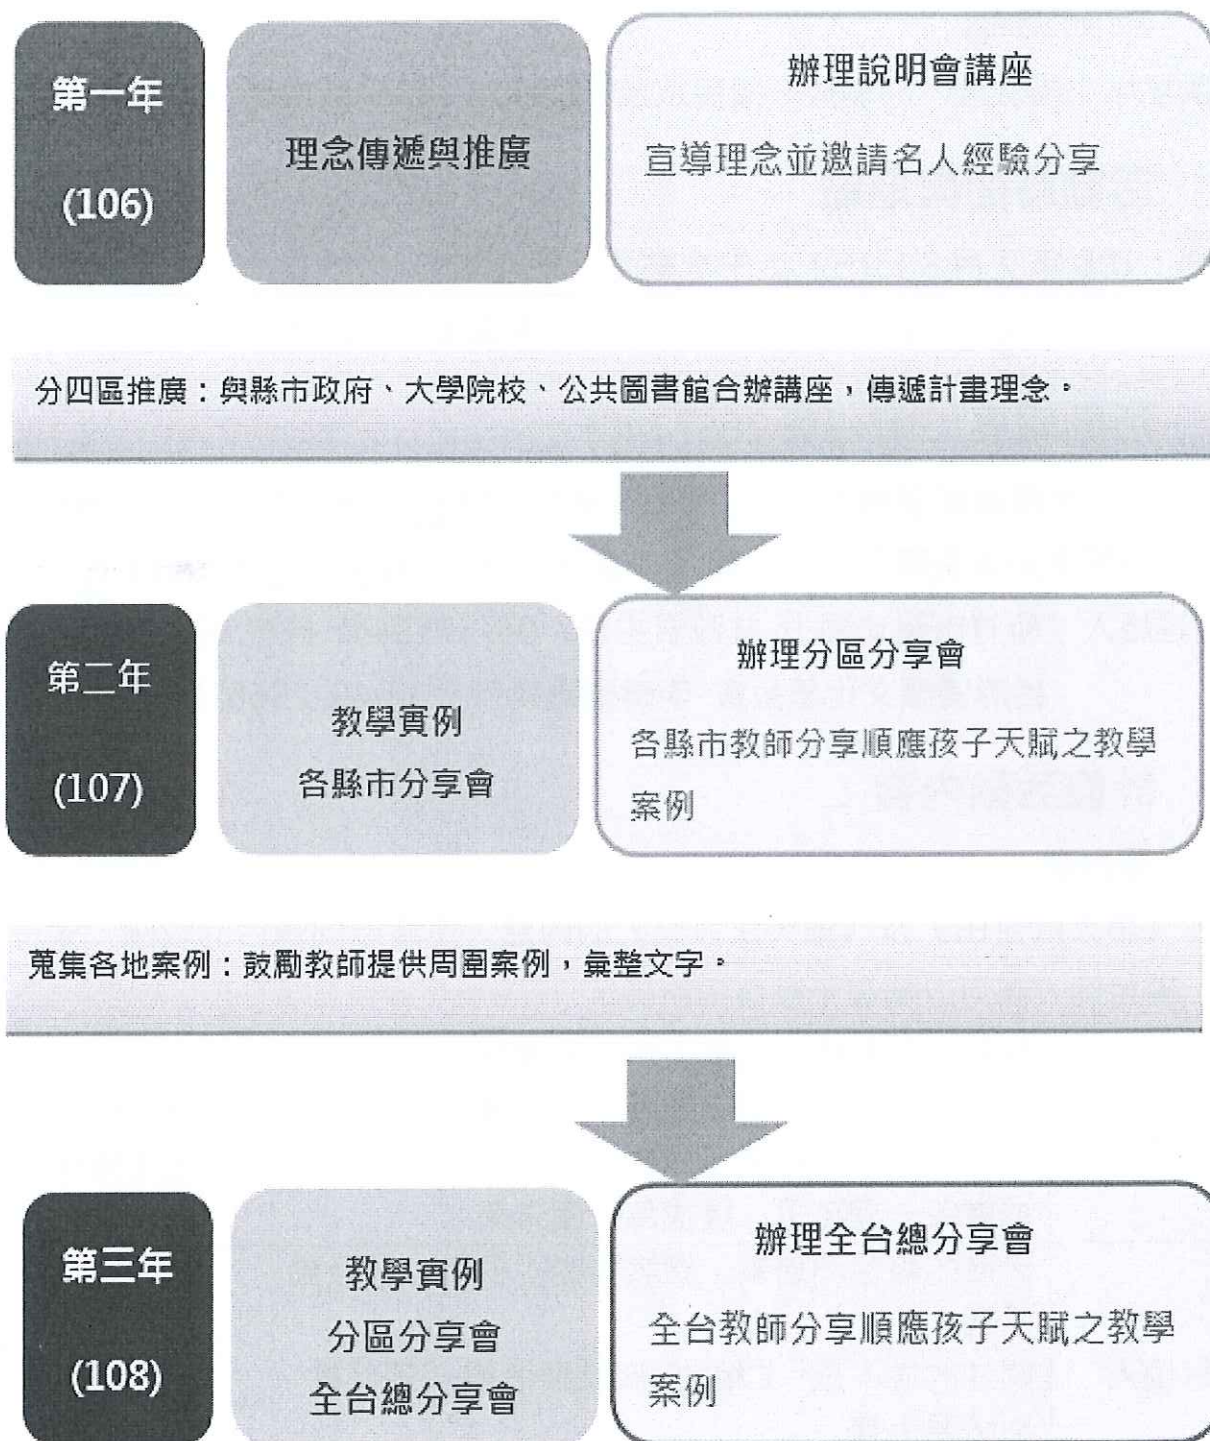 第一年
(106)
理念傳遞與推廣
辦理說明會講座
宣導理念並邀請名人經驗分享
分四區推廣：與縣市政府、大學院校、公共圖書館合辦講座，傳遞計畫理念。
第二年
(107)
教學實例
各縣市分享會
辦理分區分享會
各縣市教師分享順應孩子天賦之教學
案例
蒐集各地案例：鼓勵教師提供周圍案例，彙整文字。
第三年
(108)
教學實例
分區分享會
全台總分享會
辦理全台總分享會
全台教師分享順應孩子天賦之教學
案例